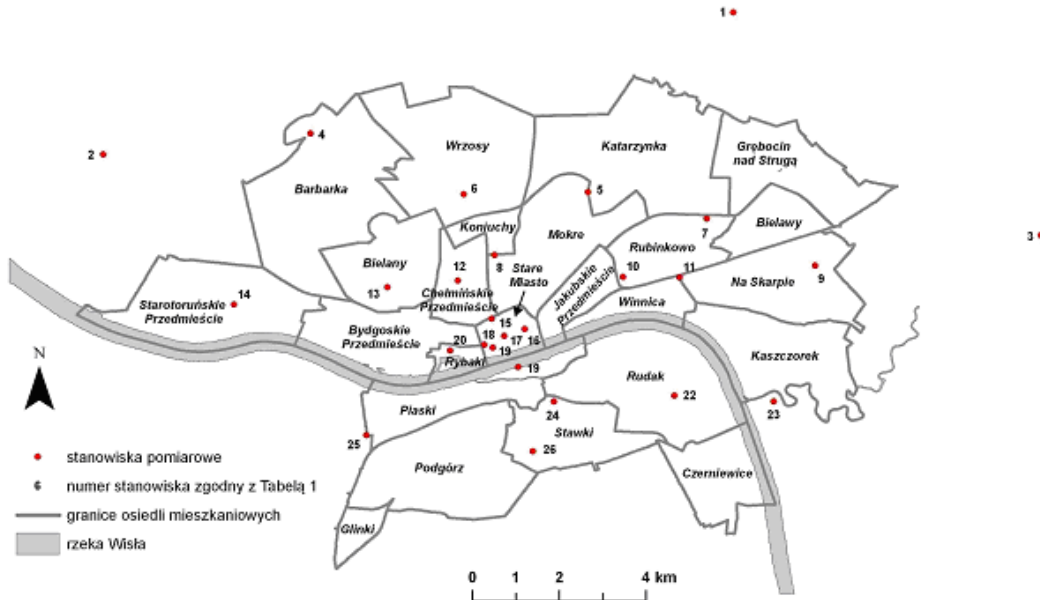 1
4
2
Wrzosy
Katarzynka
Grębocin
nad Strugą
Barbarka
6
5
Koniuchy
Mokre
7
Bielawy
3
Rubinkowo
Bielany
12
8
Stare
Miasto
10
11
Na Skarpie
9
13
Chełmińskie
Przedmieście
Jakubskie
Przedmieście
Winnica
14
Starotoruńskie
Przedmieście
Bydgoskie
Przedmieście
15
20
18
17
16
19
Rybaki
19
Kaszczorek
Rudak
22
23
Piaski
24
Stawki
25
26
Podgórz
Czerniewice
Glinki
N
stanowiska pomiarowe
6 numer stanowiska zgodny z Tabelą 1
granice osiedli mieszkaniowych
rzeka Wisła
0 1 2 4 km